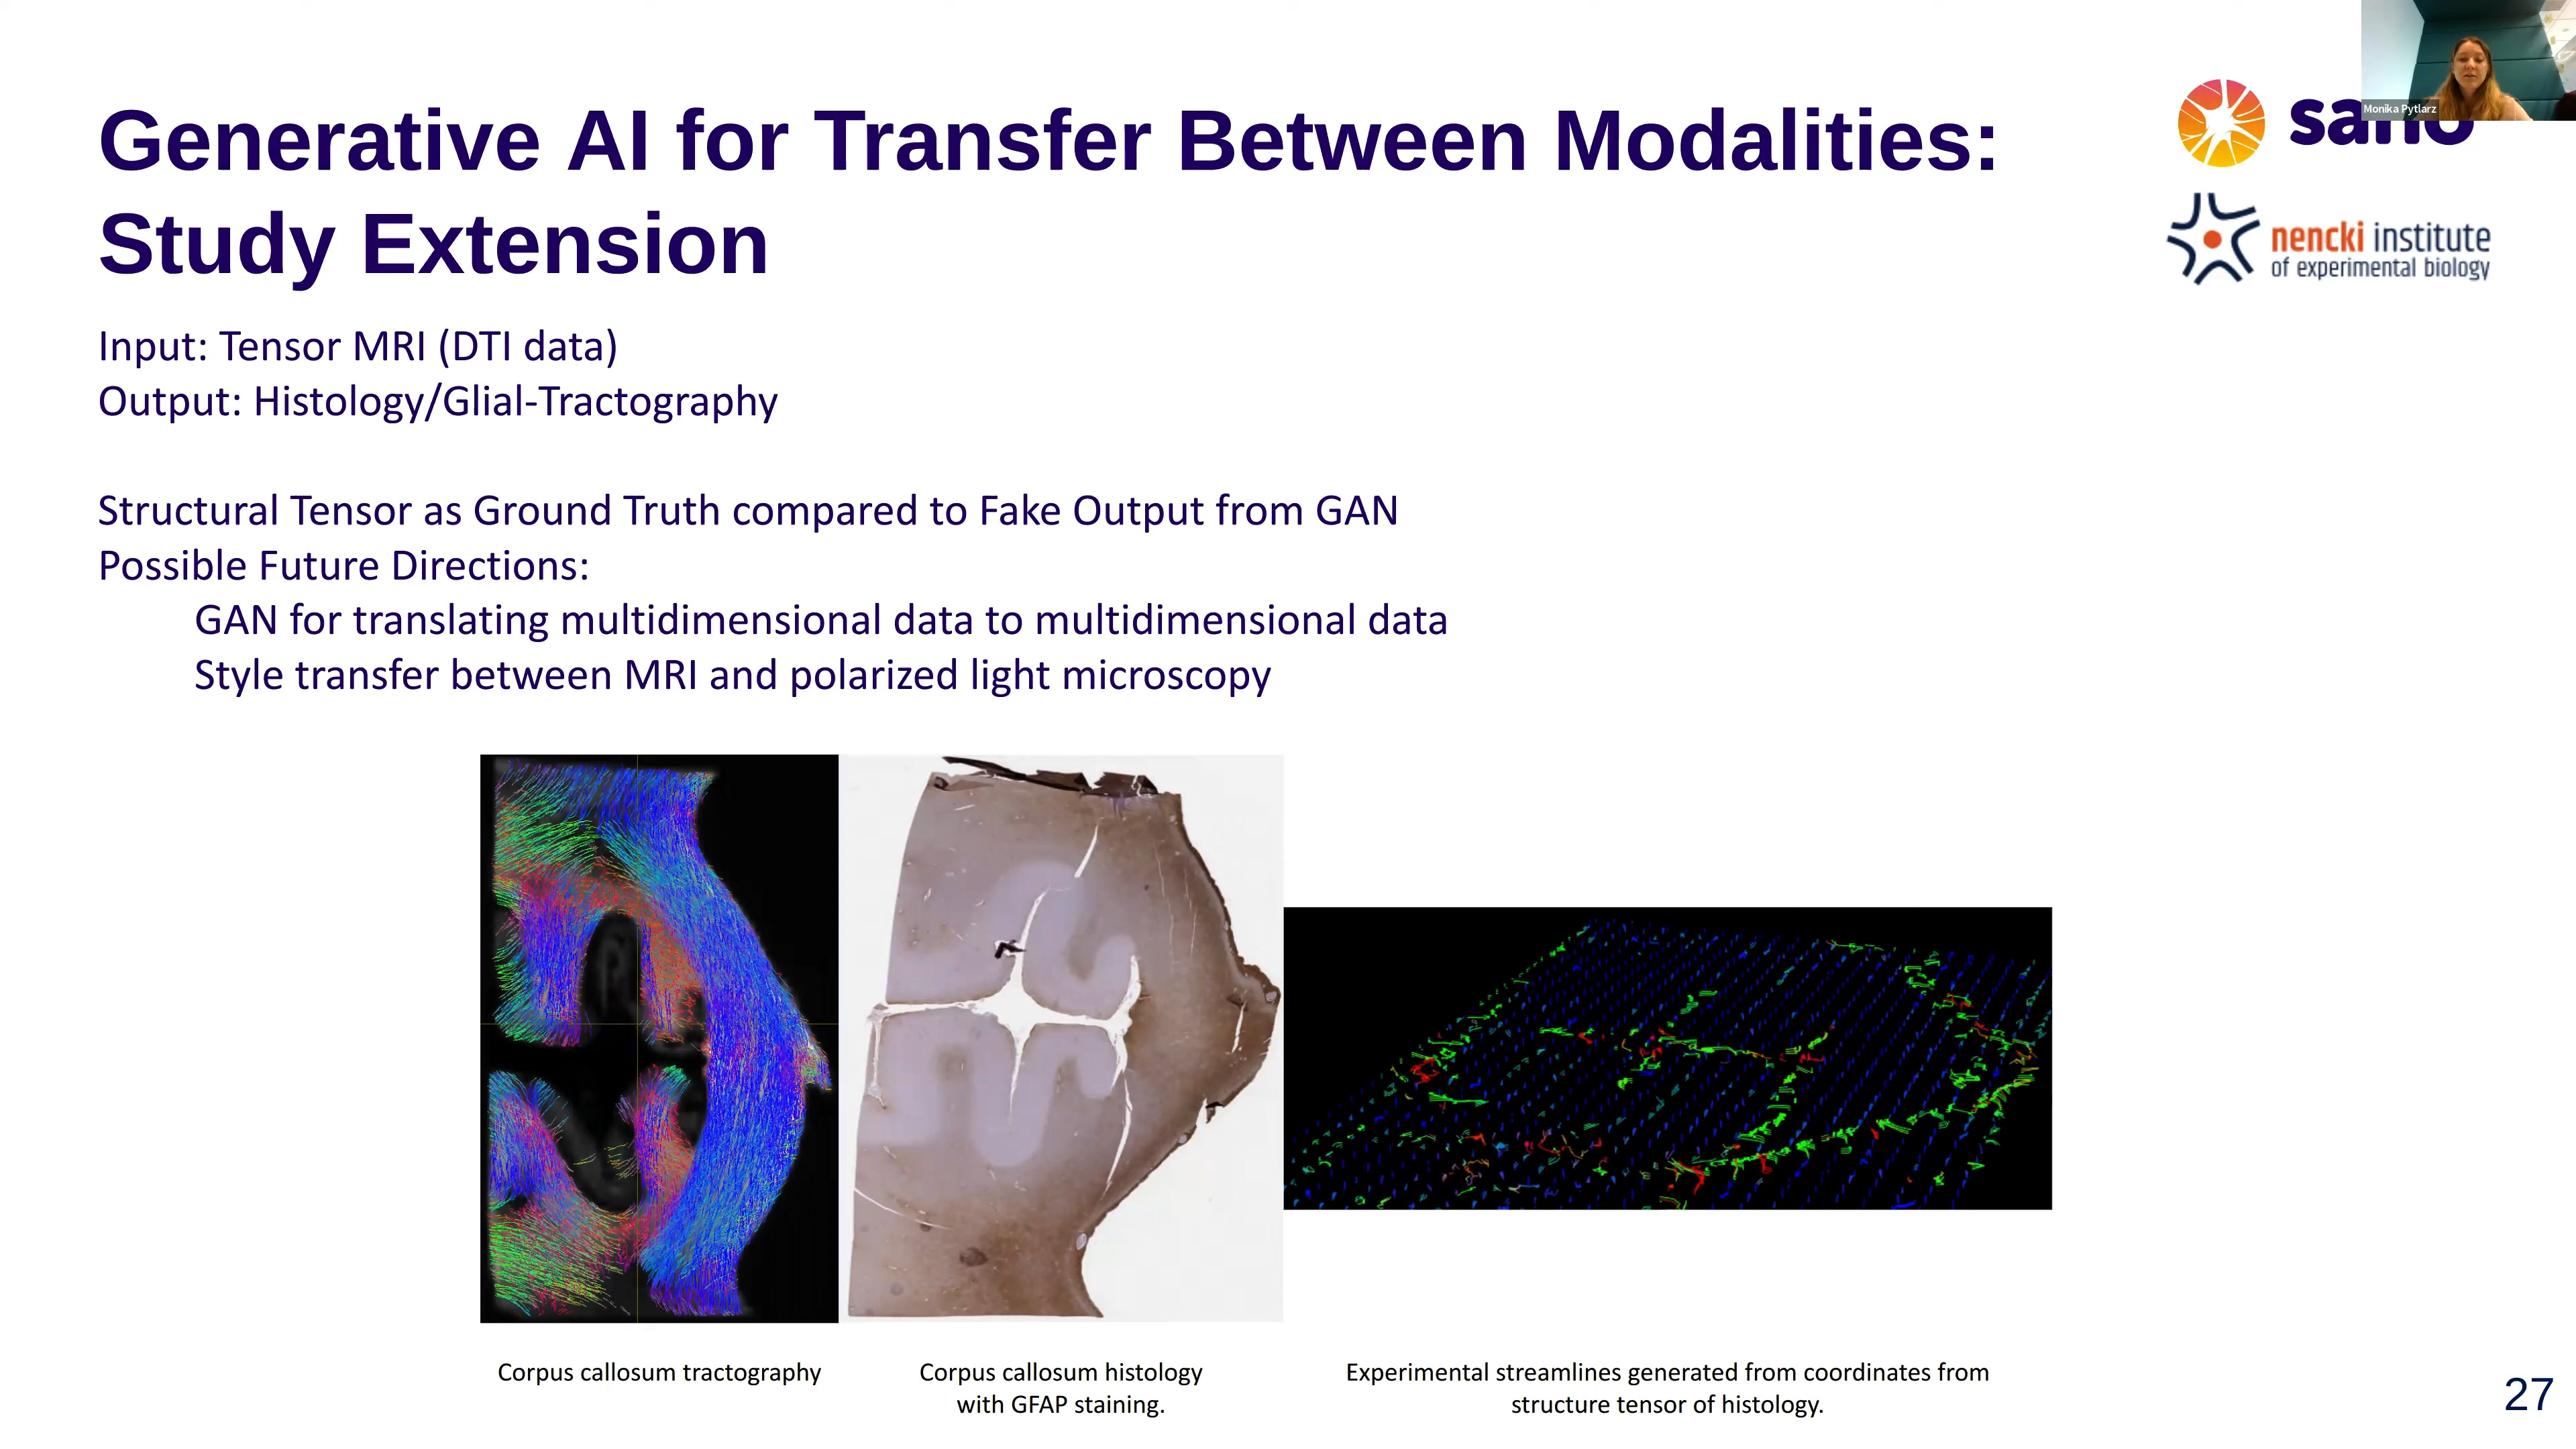 Generative AI for Transfer Between Modalities:
Study Extension
Monika Pytlarz
sano
nencki institute
of experimental biology
Input: Tensor MRI (DTI data)
Output: Histology/Glial-Tractography
Structural Tensor as Ground Truth compared to Fake Output from GAN
Possible Future Directions:
GAN for translating multidimensional data to multidimensional data
Style transfer between MRI and polarized light microscopy
Corpus callosum tractography
Corpus callosum histology
with GFAP staining.
Experimental streamlines generated from coordinates from
structure tensor of histology.
27